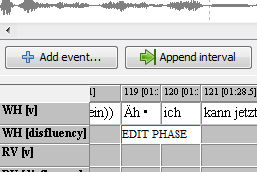 Add event... Append interval
119 [01:: 120 [01:: 121 [01:28.5]
WH [v] ein)) Äh • ich kann jetzt
WH [disfluency] EDIT PHASE
RV [v]